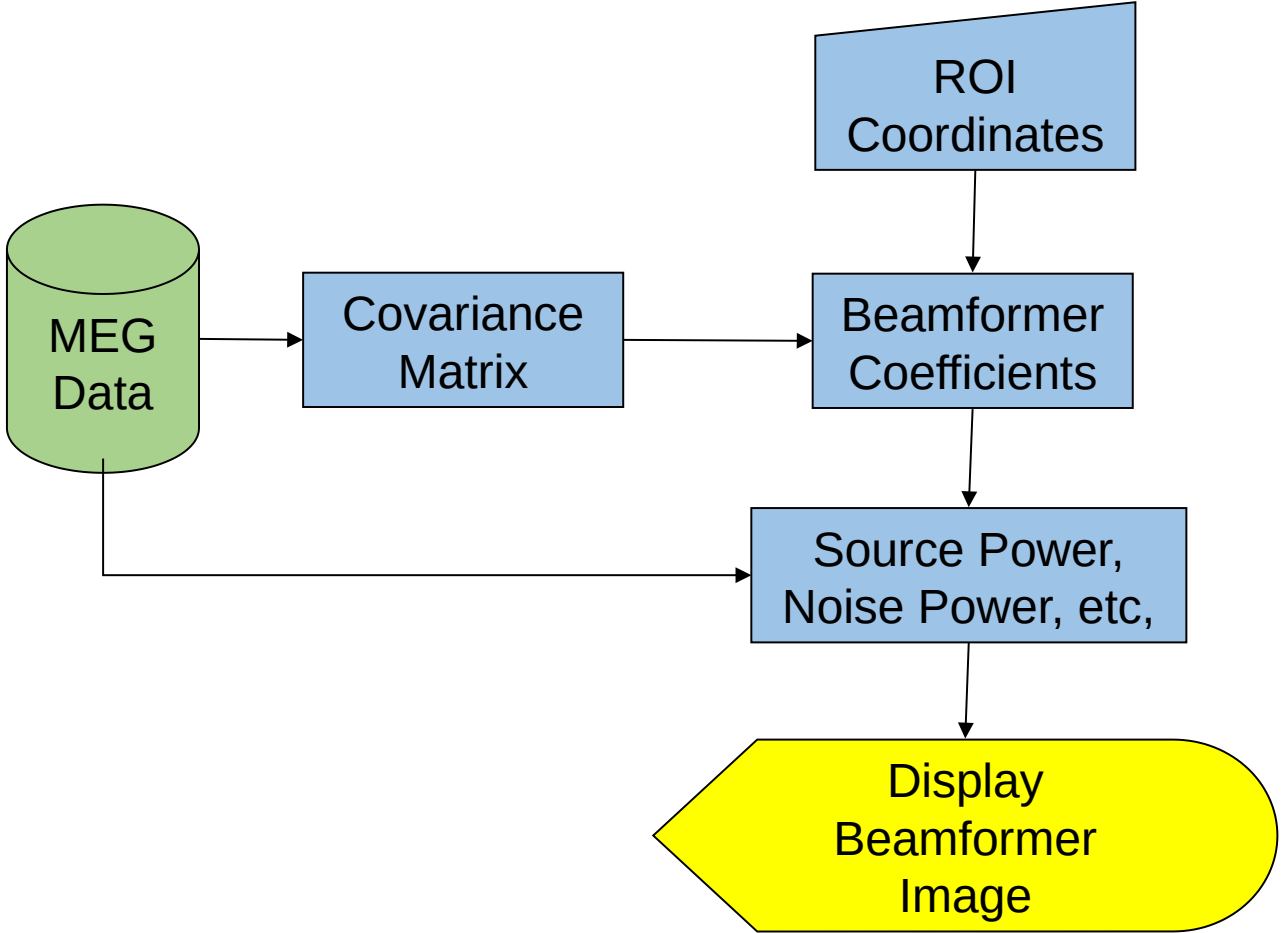 ROI
Coordinates
MEG
Data
Covariance
Matrix
Beamformer
Coefficients
Source Power,
Noise Power, etc,
Display
Beamformer
Image